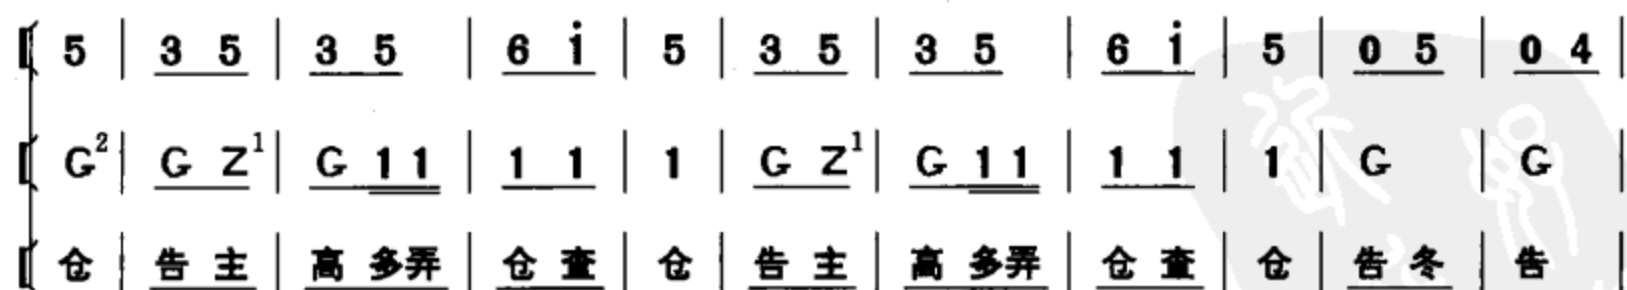 5 | 3 5 | 3 5 | 6 i | 5 | 3 5 | 3 5 | 6 i | 5 | 0 5 | 0 4 |
G² | G Z¹ | G 1 1 | 1 1 | 1 | G Z¹ | G 1 1 | 1 1 | 1 | G | G |
仓 | 告 主 | 高 多弄 | 仓 查 | 仓 | 告 主 | 高 多弄 | 仓 查 | 仓 | 告 冬 | 告 |